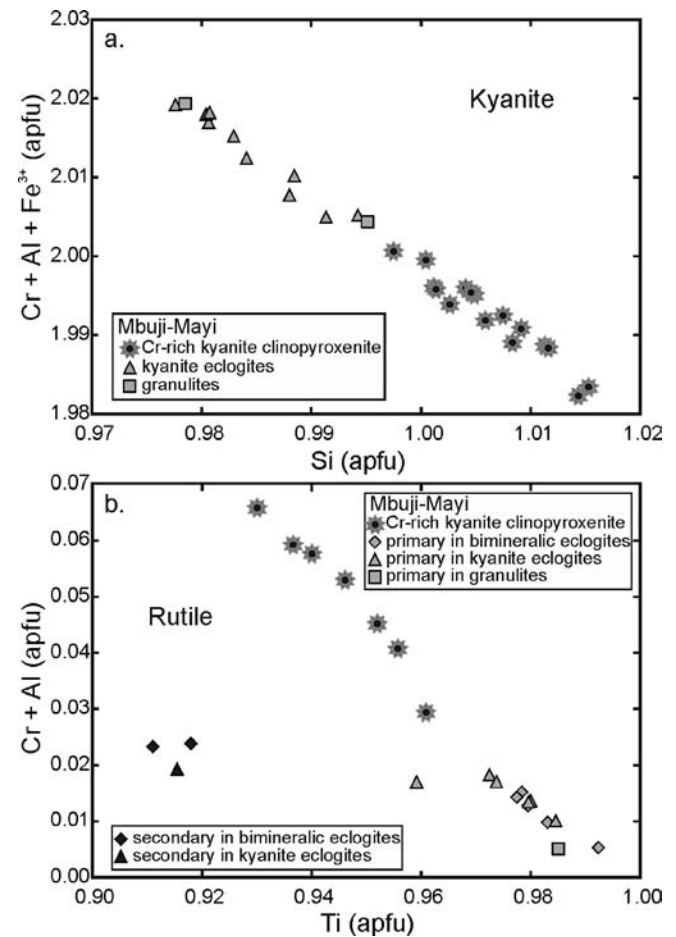 a.
Kyanite
2.03
2.02
2.01
2.00
1.99
1.98
Cr + Al + Fe³⁺ (apfu)
Mbuji-Mayi
Cr-rich kyanite clinopyroxenite
kyanite eclogites
granulites
0.97 0.98 0.99 1.00 1.01 1.02
Si (apfu)
b.
Rutile
0.07
0.06
0.05
0.04
0.03
0.02
0.01
0.00
Cr + Al (apfu)
Mbuji-Mayi
Cr-rich kyanite clinopyroxenite
primary in bimineralic eclogites
primary in kyanite eclogites
primary in granulites
secondary in bimineralic eclogites
secondary in kyanite eclogites
0.90 0.92 0.94 0.96 0.98 1.00
Ti (apfu)